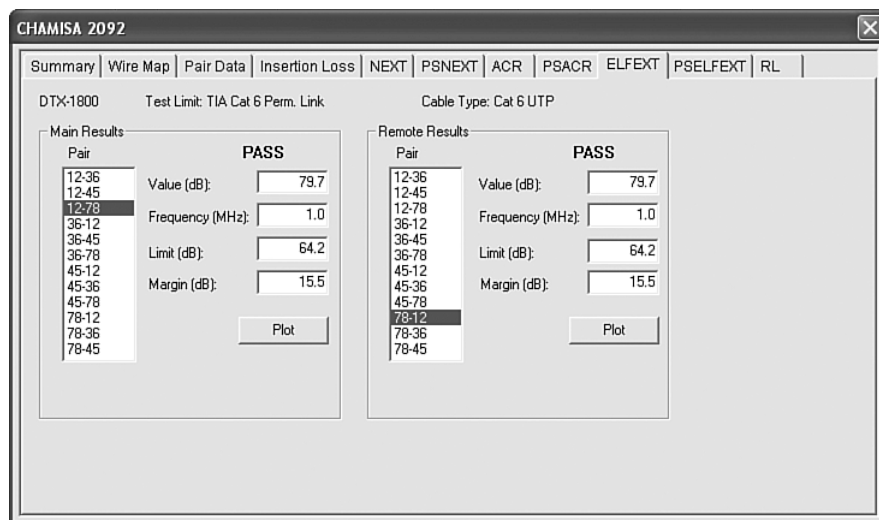 CHAMISA 2092
Summary Wire Map Pair Data Insertion Loss NEXT PSNEXT ACR PSACR ELFEXT PSELFEXT RL
DTX-1800 Test Limit: TIA Cat 6 Perm. Link Cable Type: Cat 6 UTP
Main Results
Pair PASS
12-36
12-45
12-78
36-12
36-45
36-78
45-12
45-36
45-78
78-12
78-36
78-45
Value (dB): 79.7
Frequency (MHz): 1.0
Limit (dB): 64.2
Margin (dB): 15.5
Plot
Remote Results
Pair PASS
12-36
12-45
12-78
36-12
36-45
36-78
45-12
45-36
45-78
78-12
78-36
78-45
Value (dB): 79.7
Frequency (MHz): 1.0
Limit (dB): 64.2
Margin (dB): 15.5
Plot